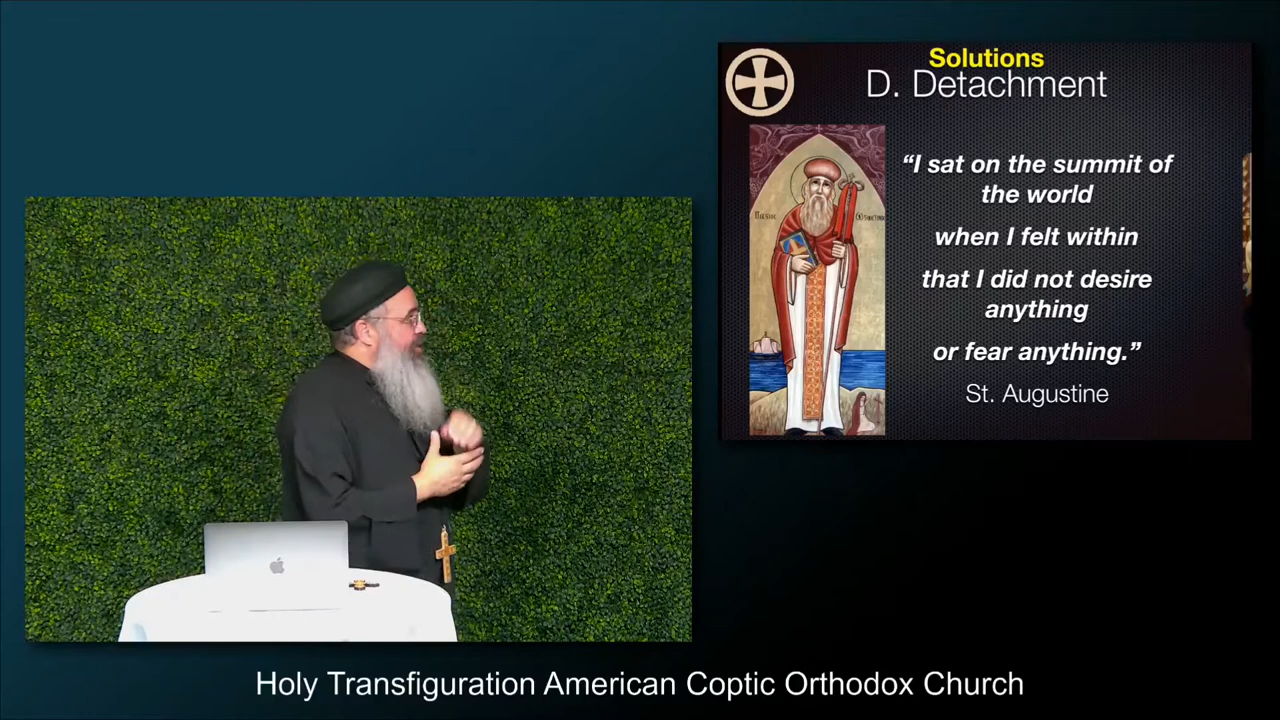 Solutions
D. Detachment
“I sat on the summit of
the world
when I felt within
that I did not desire
anything
or fear anything.”
St. Augustine
Holy Transfiguration American Coptic Orthodox Church